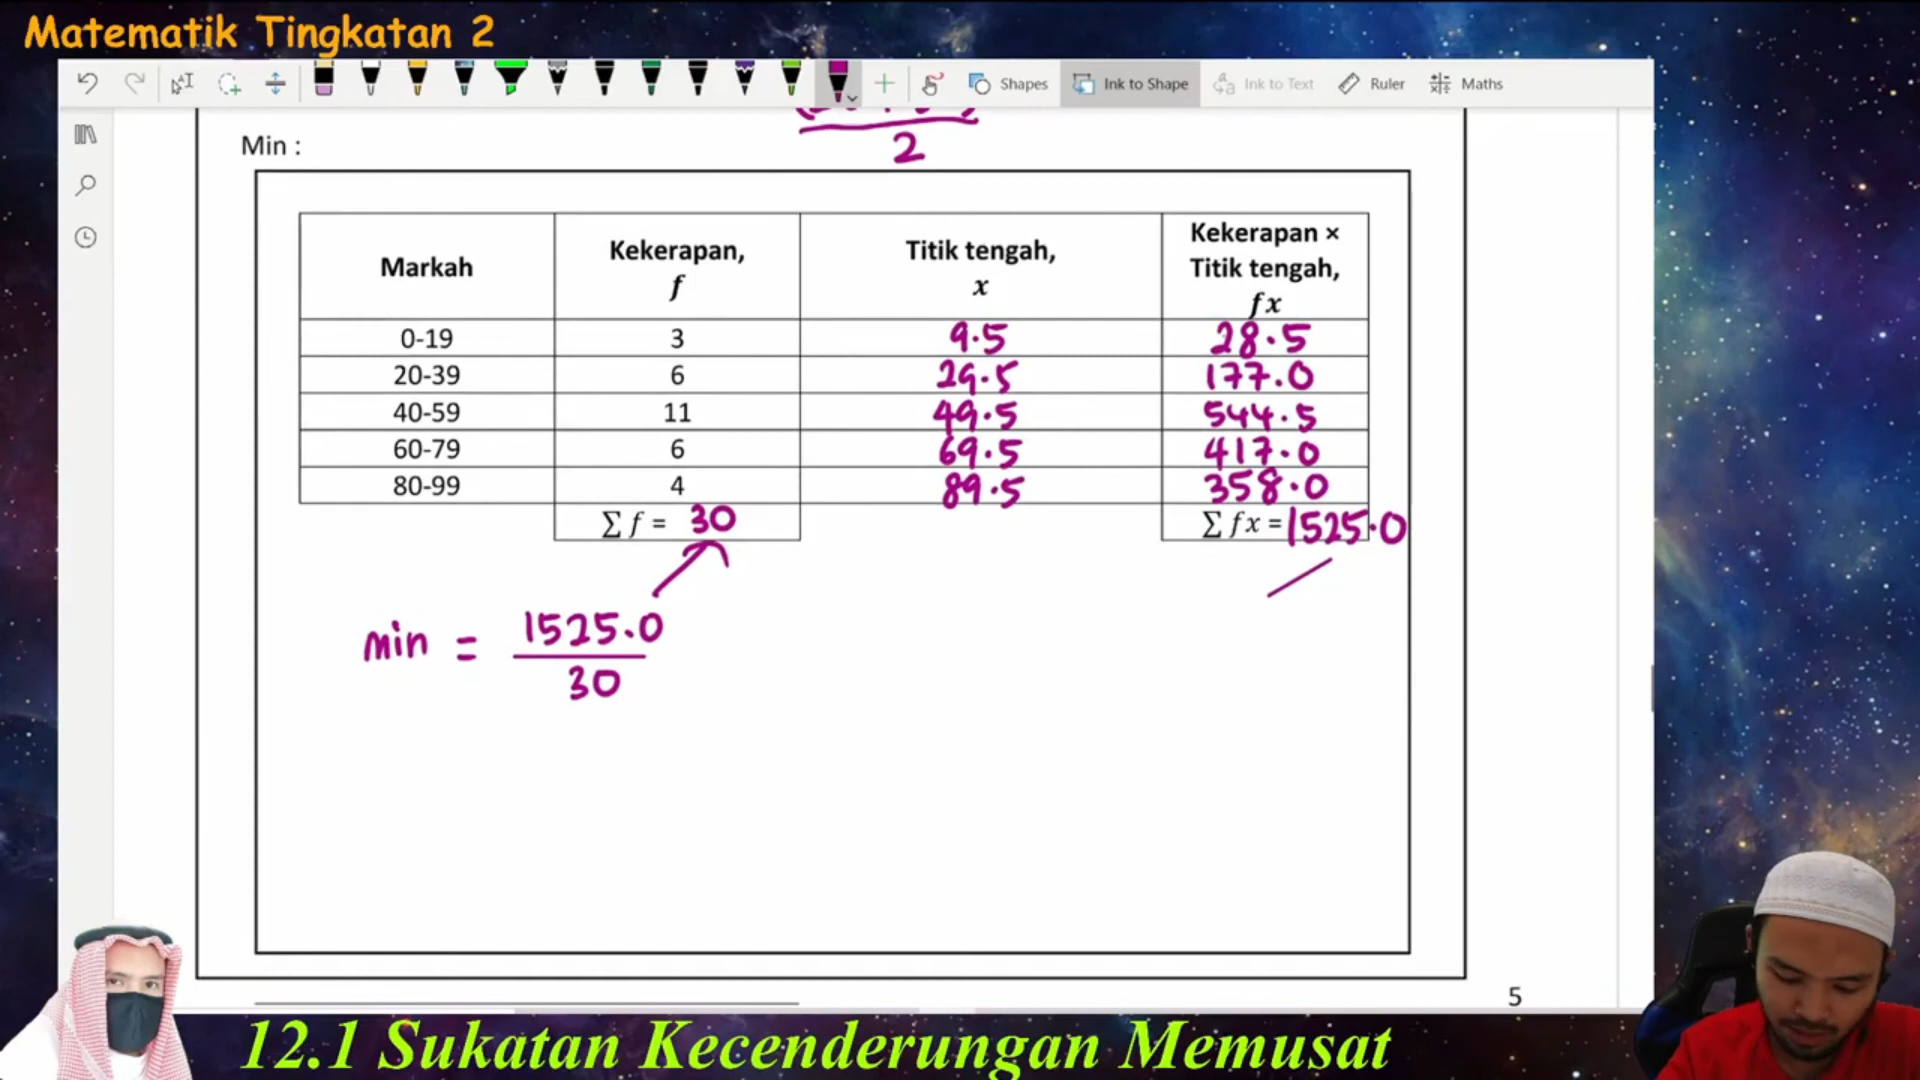 Matematik Tingkatan 2
Shapes Ink to Shape Ink to Text Ruler Maths
2
Min :
Markah Kekerapan, f Titik tengah, x Kekerapan × Titik tengah, fx
0-19 3 9.5 28.5
20-39 6 29.5 177.0
40-59 11 49.5 544.5
60-79 6 69.5 417.0
80-99 4 89.5 358.0
∑ f = 30 ∑ fx = 1525.0
min = 1525.0
30
5
12.1 Sukatan Kecenderungan Memusat